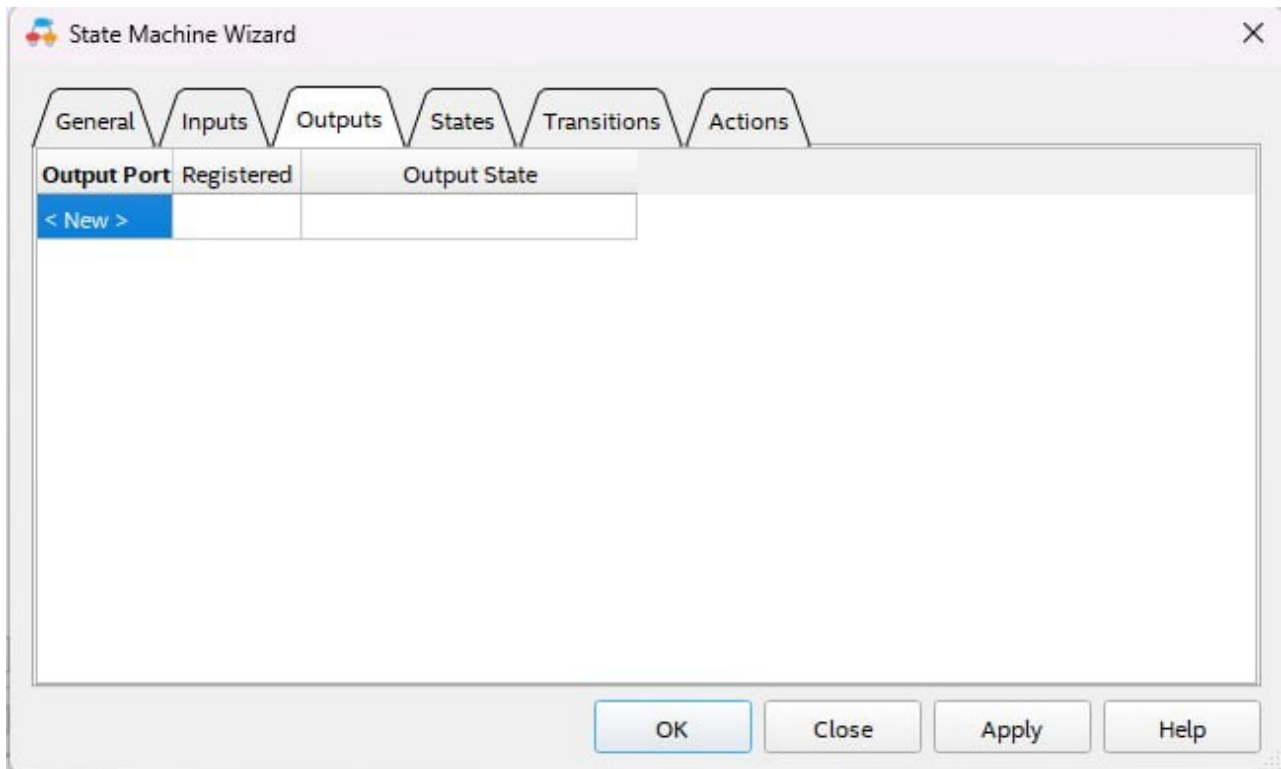 State Machine Wizard
General Inputs Outputs States Transitions Actions
Output Port Registered Output State
< New >
OK Close Apply Help